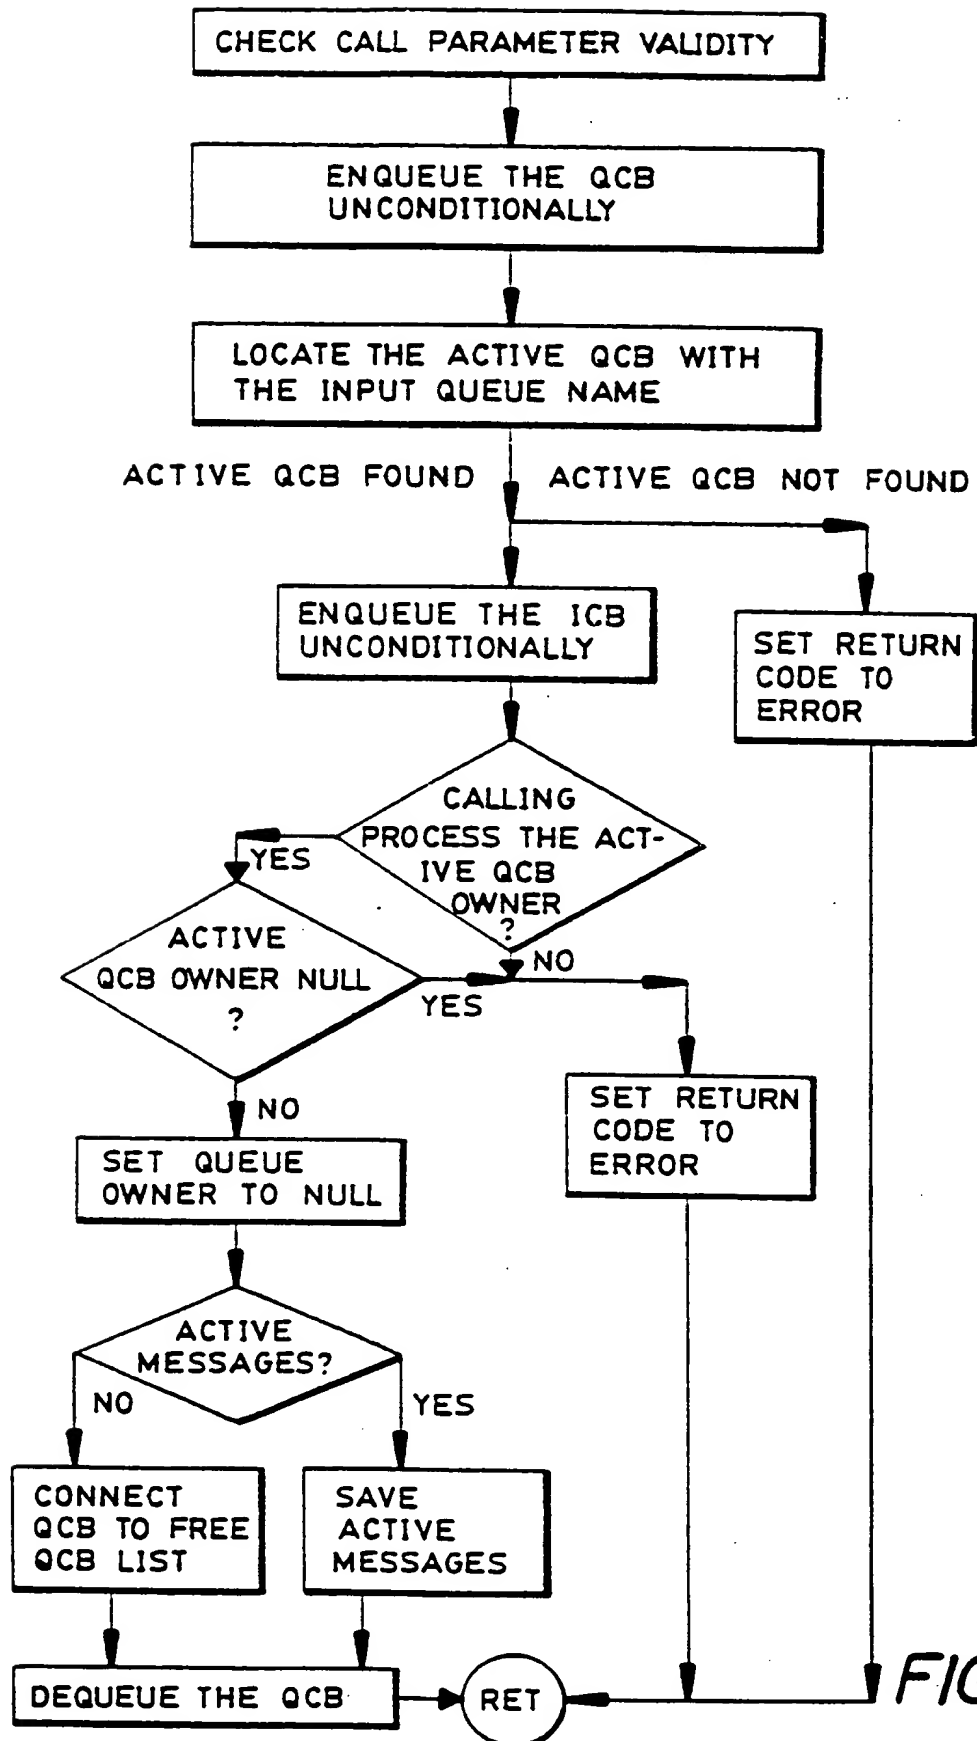 CHECK CALL PARAMETER VALIDITY
ENQUEUE THE QCB
UNCONDITIONALLY
LOCATE THE ACTIVE QCB WITH
THE INPUT QUEUE NAME
ACTIVE QCB FOUND
ACTIVE QCB NOT FOUND
ENQUEUE THE ICB
UNCONDITIONALLY
SET RETURN
CODE TO
ERROR
CALLING
PROCESS THE ACT-
IVE QCB
OWNER
?
YES
NO
ACTIVE
QCB OWNER NULL
?
YES
NO
SET RETURN
CODE TO
ERROR
SET QUEUE
OWNER TO NULL
ACTIVE
MESSAGES?
NO
YES
CONNECT
QCB TO FREE
QCB LIST
SAVE
ACTIVE
MESSAGES
DEQUEUE THE QCB
RET